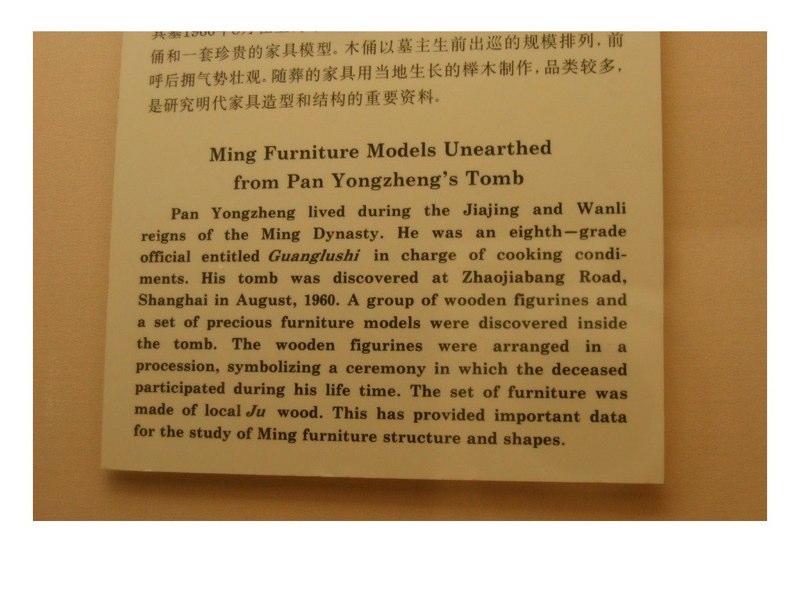 俑和一套珍贵的家具模型。木俑以墓主生前出巡的规模排列，前
呼后拥气势壮观。随葬的家具用当地生长的榉木制作，品类较多，
是研究明代家具造型和结构的重要资料。
Ming Furniture Models Unearthed
from Pan Yongzheng's Tomb
Pan Yongzheng lived during the Jiajing and Wanli
reigns of the Ming Dynasty. He was an eighth—grade
official entitled Guanglushi in charge of cooking condi-
ments. His tomb was discovered at Zhaojiabang Road,
Shanghai in August, 1960. A group of wooden figurines and
a set of precious furniture models were discovered inside
the tomb. The wooden figurines were arranged in a
procession, symbolizing a ceremony in which the deceased
participated during his life time. The set of furniture was
made of local Ju wood. This has provided important data
for the study of Ming furniture structure and shapes.